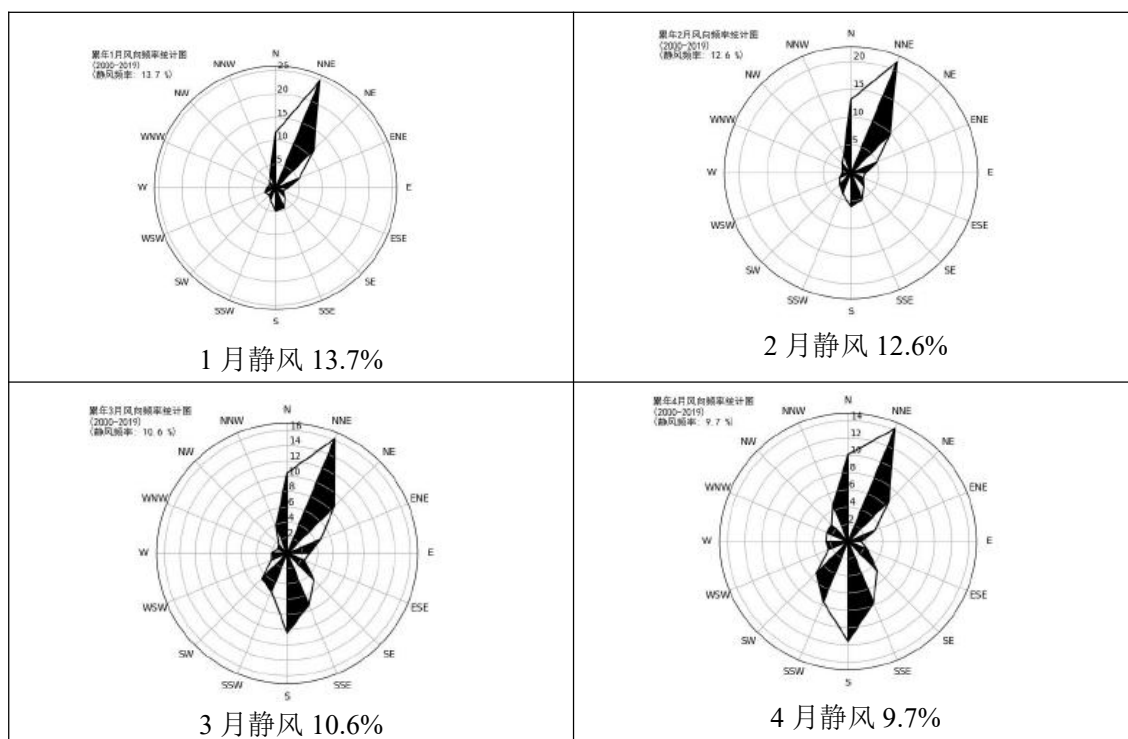 累年1月风向频率统计图
(2000-2019)
(静风频率: 13.7 %)
N
NNE
NE
ENE
E
ESE
SE
SSE
S
SSW
SW
WSW
W
WNW
NW
NNW
25
20
15
10
5
1 月静风 13.7%
累年2月风向频率统计图
(2000-2019)
(静风频率: 12.6 %)
N
NNE
NE
ENE
E
ESE
SE
SSE
S
SSW
SW
WSW
W
WNW
NW
NNW
20
15
10
5
2 月静风 12.6%
累年3月风向频率统计图
(2000-2019)
(静风频率: 10.6 %)
N
NNE
NE
ENE
E
ESE
SE
SSE
S
SSW
SW
WSW
W
WNW
NW
NNW
16
14
12
10
8
6
4
2
3 月静风 10.6%
累年4月风向频率统计图
(2000-2019)
(静风频率: 9.7 %)
N
NNE
NE
ENE
E
ESE
SE
SSE
S
SSW
SW
WSW
W
WNW
NW
NNW
14
12
10
8
6
4
2
4 月静风 9.7%